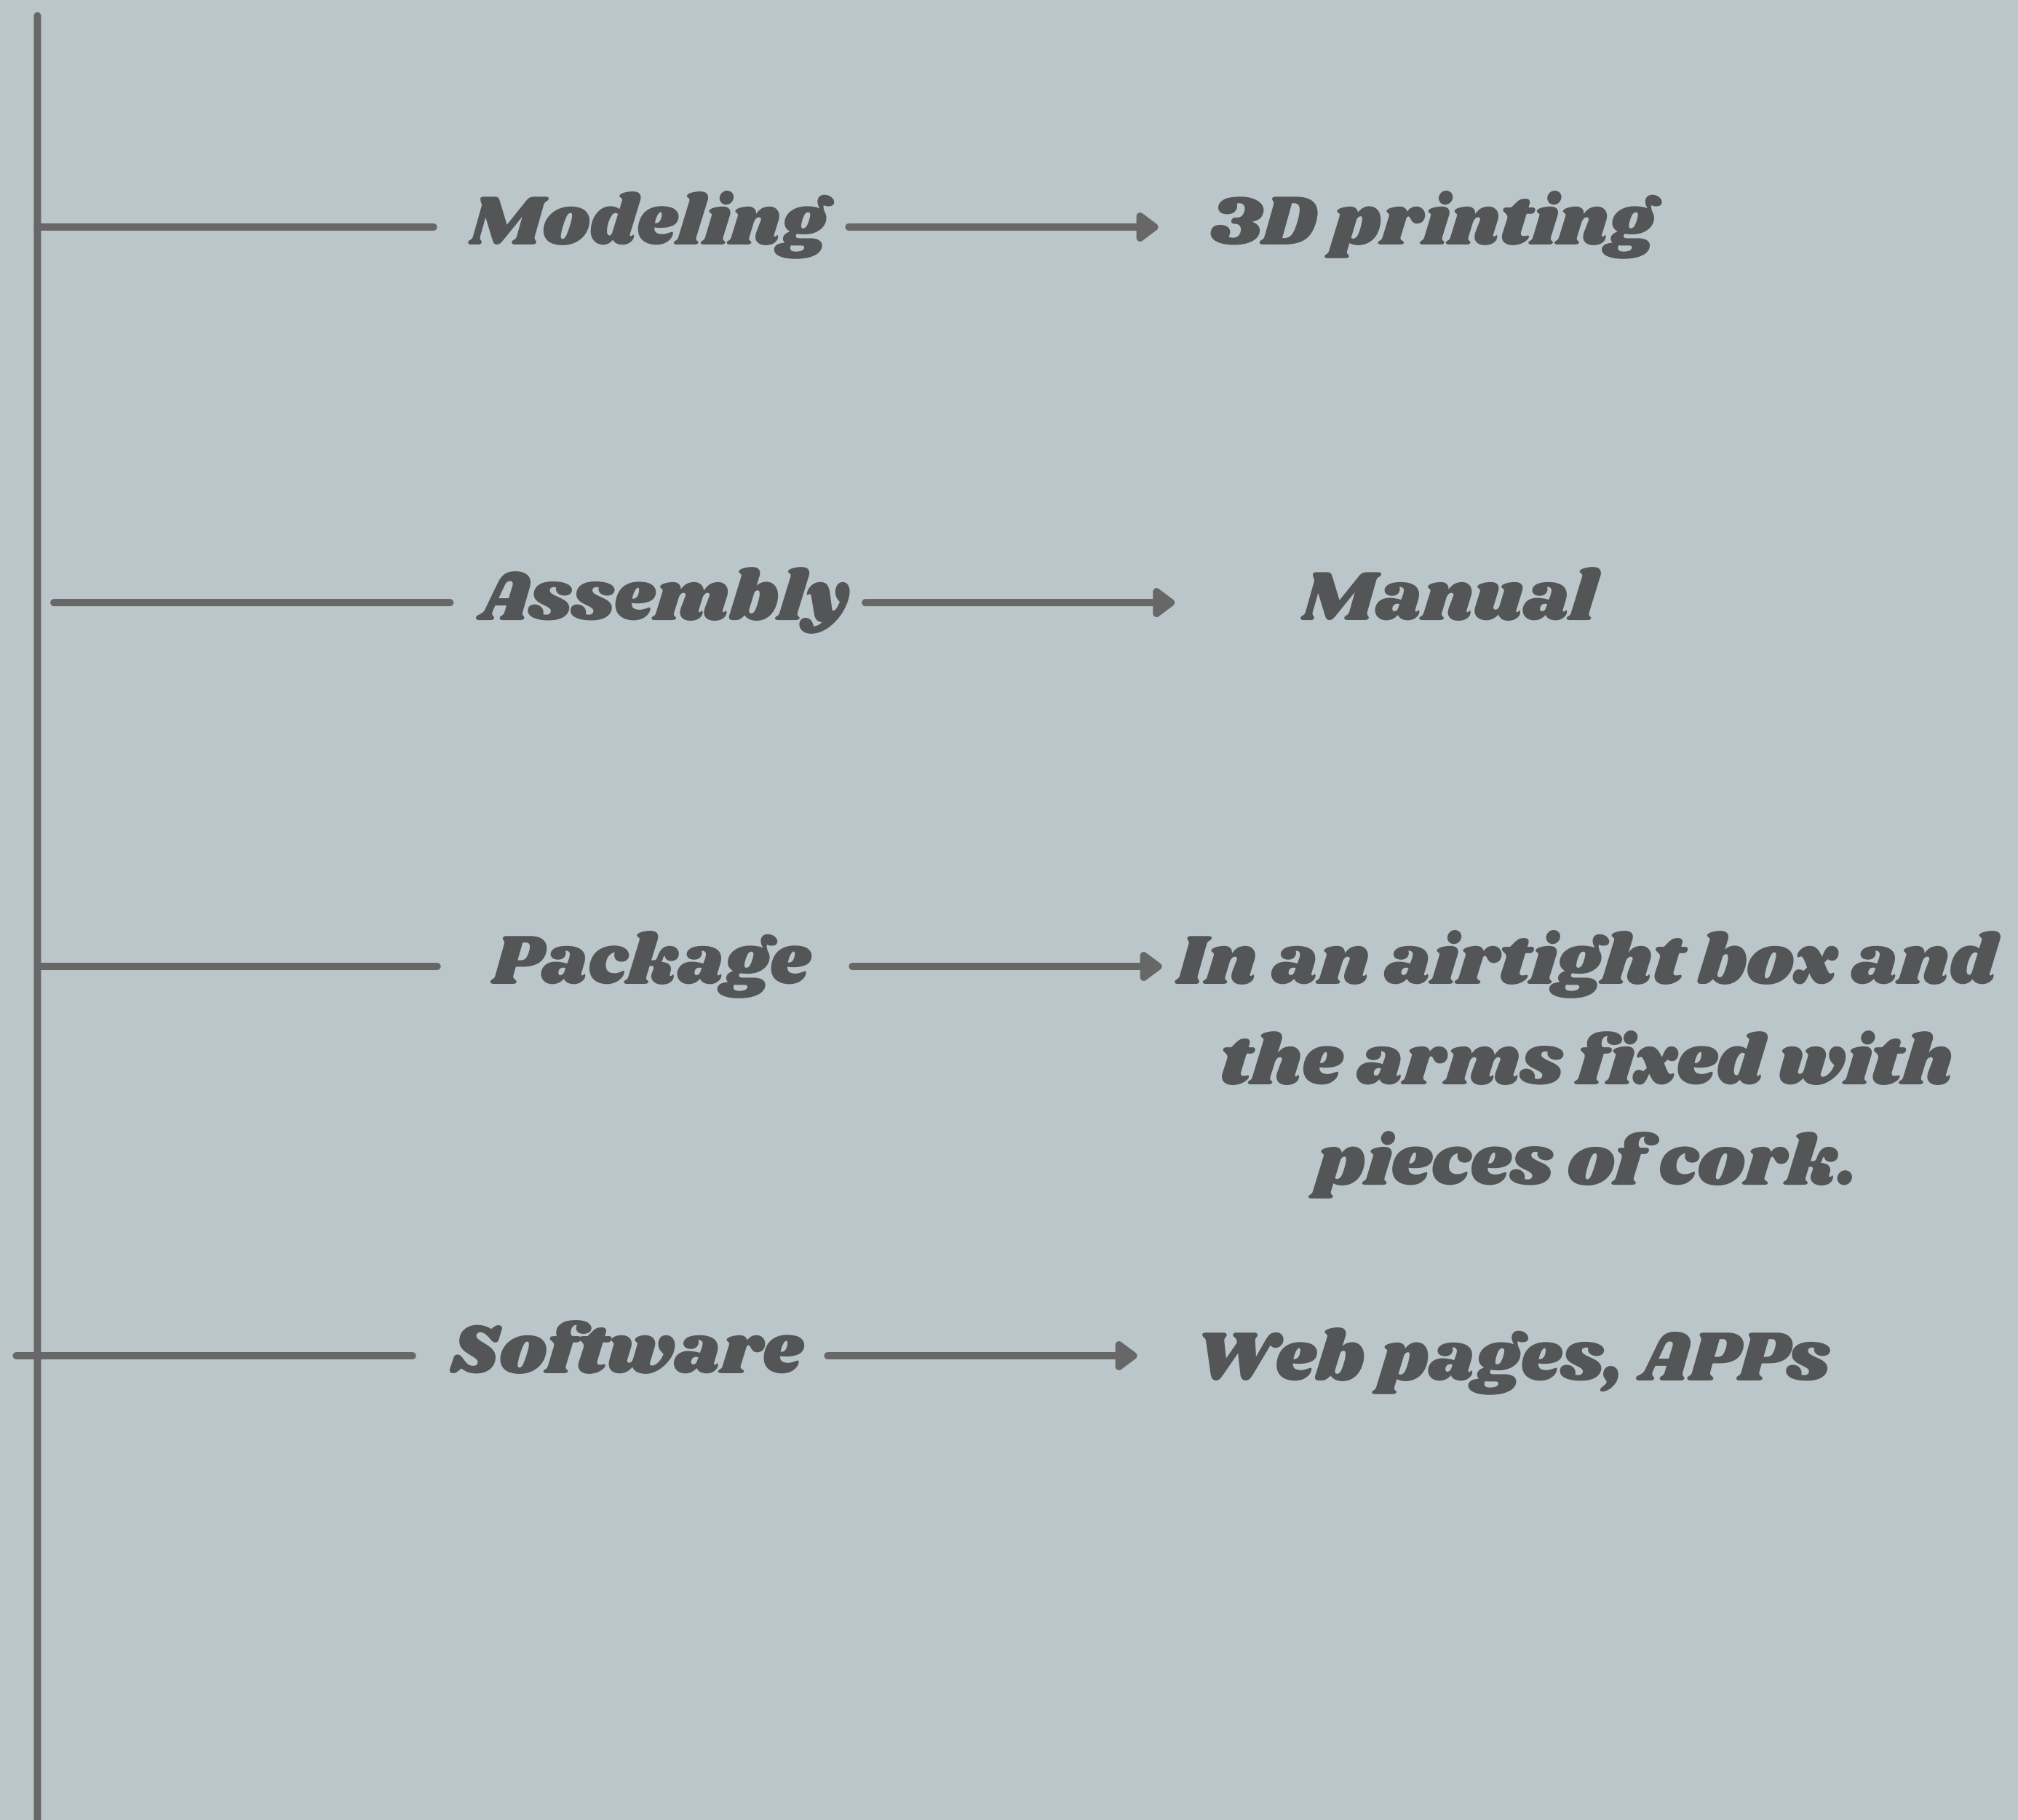 Modeling 3D printing
Assembly Manual
Package In an airtight box and
the arms fixed with
pieces of cork.
Software Web pages, APPs